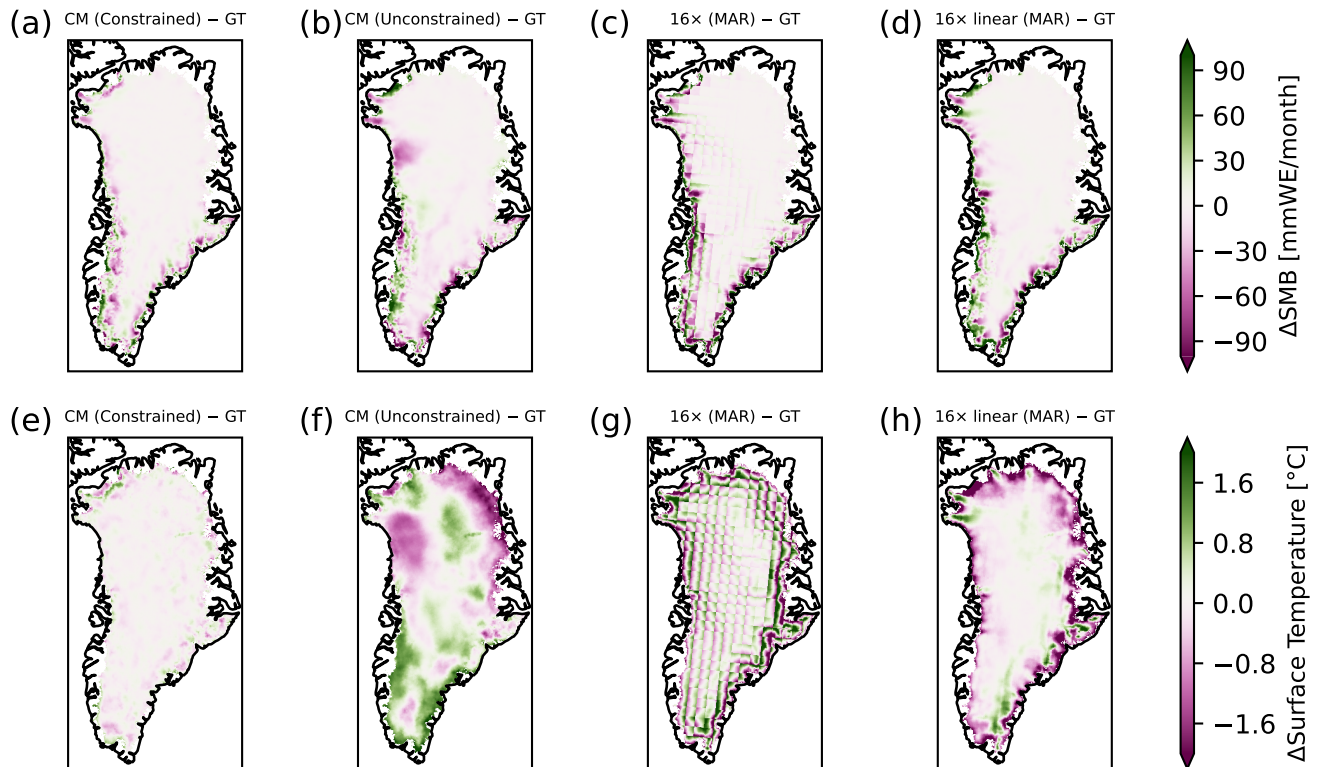 (a) CM (Constrained) − GT
(b) CM (Unconstrained) − GT
(c) 16× (MAR) − GT
(d) 16× linear (MAR) − GT
90
60
30
0
−30
−60
−90
ΔSMB [mmWE/month]
(e) CM (Constrained) − GT
(f) CM (Unconstrained) − GT
(g) 16× (MAR) − GT
(h) 16× linear (MAR) − GT
1.6
0.8
0.0
−0.8
−1.6
ΔSurface Temperature [°C]